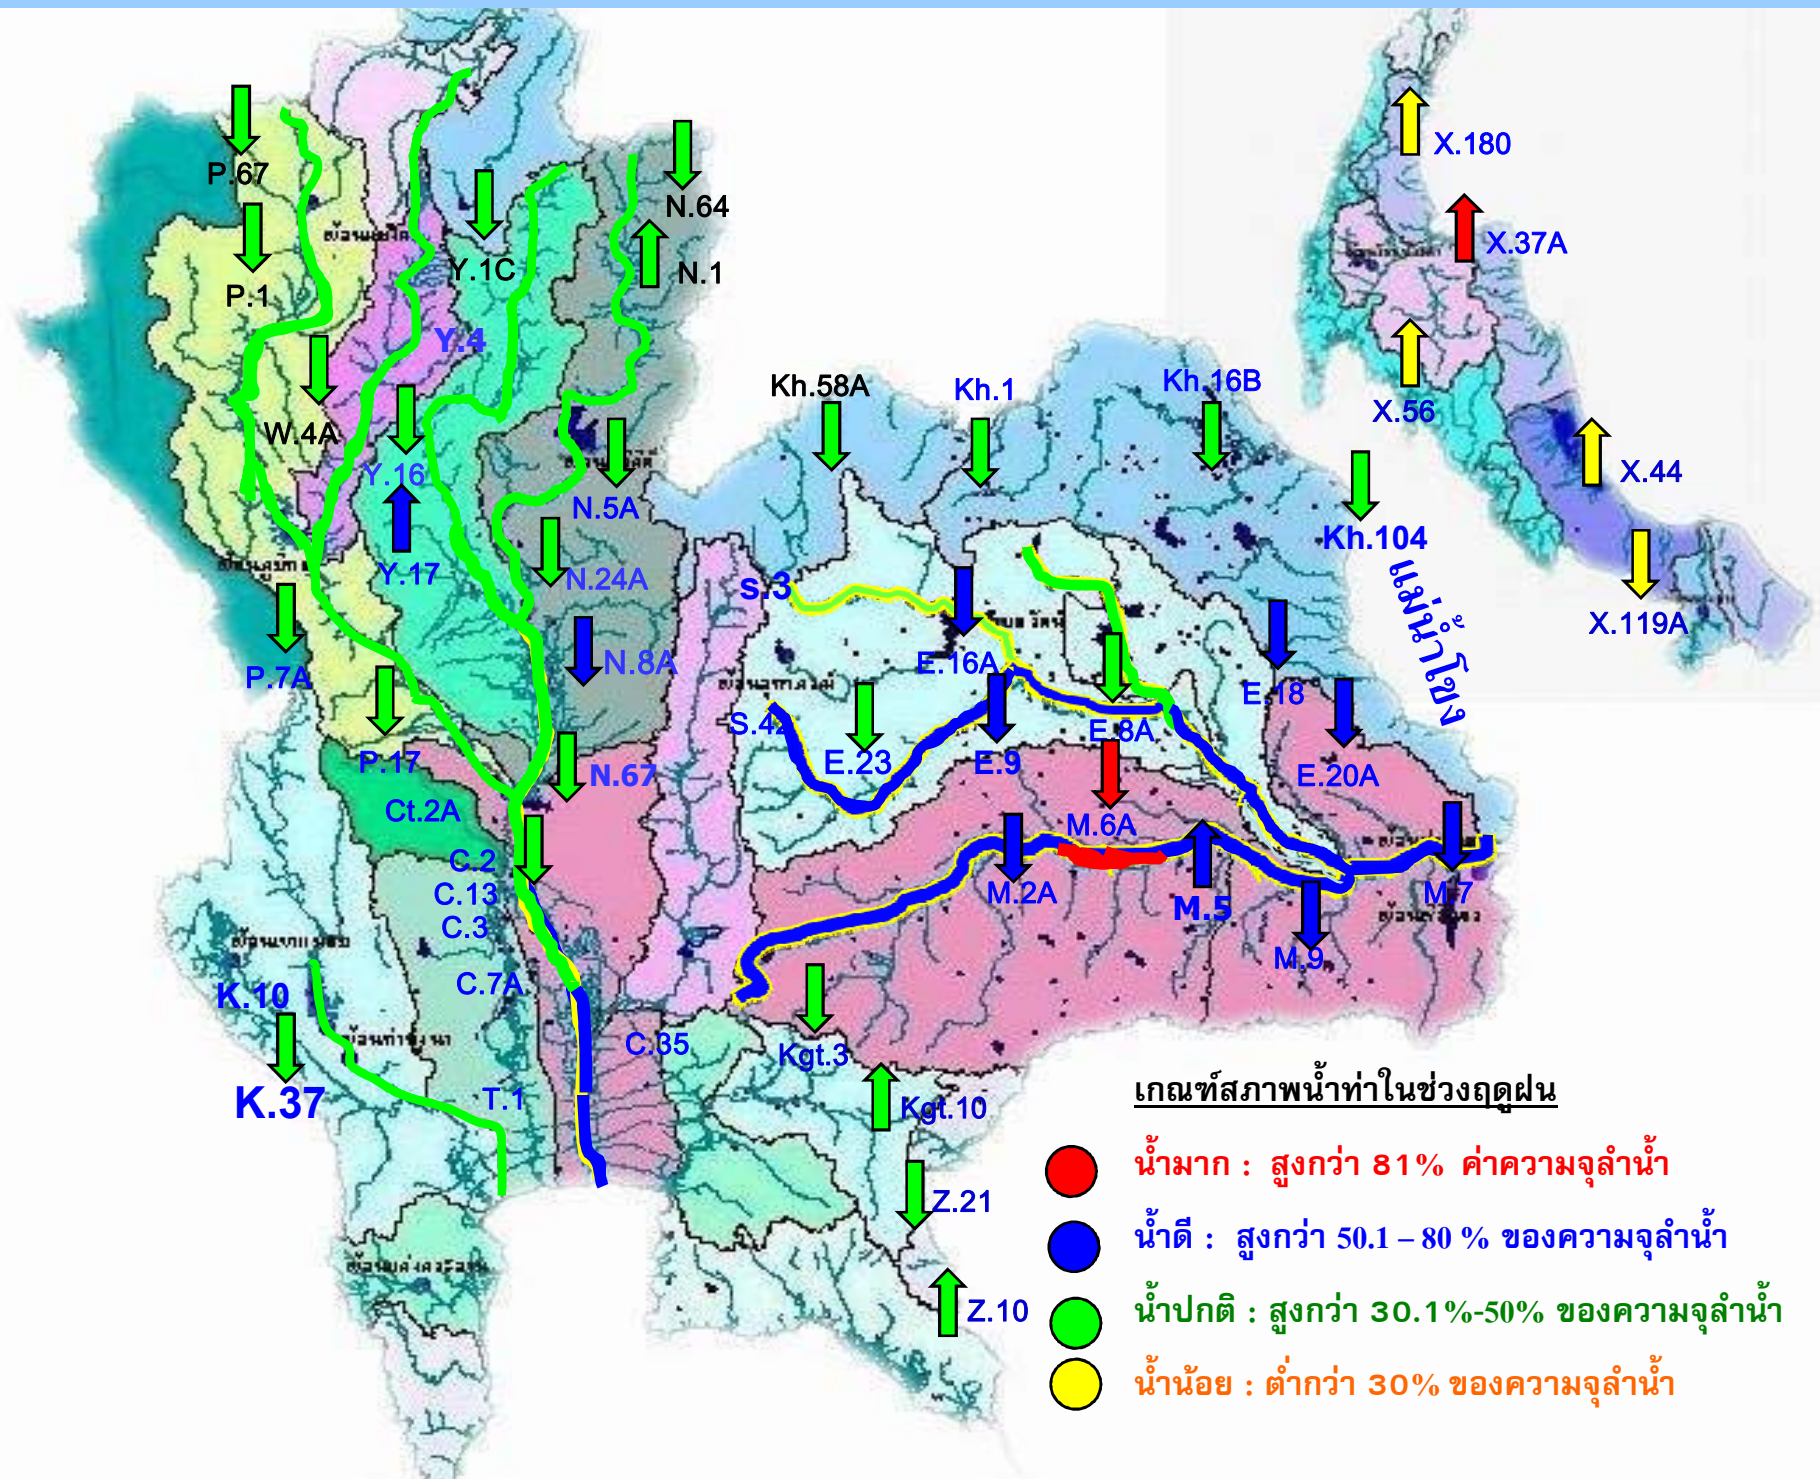 P.67
N.64
X.180
P.1
Y.1C
N.1
X.37A
Y.4
W.4A
Kh.58A
Kh.1
Kh.16B
X.56
Y.16
N.5A
Kh.104
X.44
Y.17
N.24A
s.3
แม่น้ำโขง
X.119A
P.7A
N.8A
E.16A
E.18
S.42
P.17
N.67
E.23
E.9
E.8A
E.20A
Ct.2A
M.6A
C.2
C.13
C.3
M.2A
M.5
M.7
C.7A
M.9
K.10
C.35
Kgt.3
K.37
T.1
Kgt.10
Z.21
Z.10
เกณฑ์สภาพน้ำท่าในช่วงฤดูฝน
น้ำมาก : สูงกว่า 81% ค่าความจุลำน้ำ
น้ำดี : สูงกว่า 50.1 – 80 % ของความจุลำน้ำ
น้ำปกติ : สูงกว่า 30.1%-50% ของความจุลำน้ำ
น้ำน้อย : ต่ำกว่า 30% ของความจุลำน้ำ